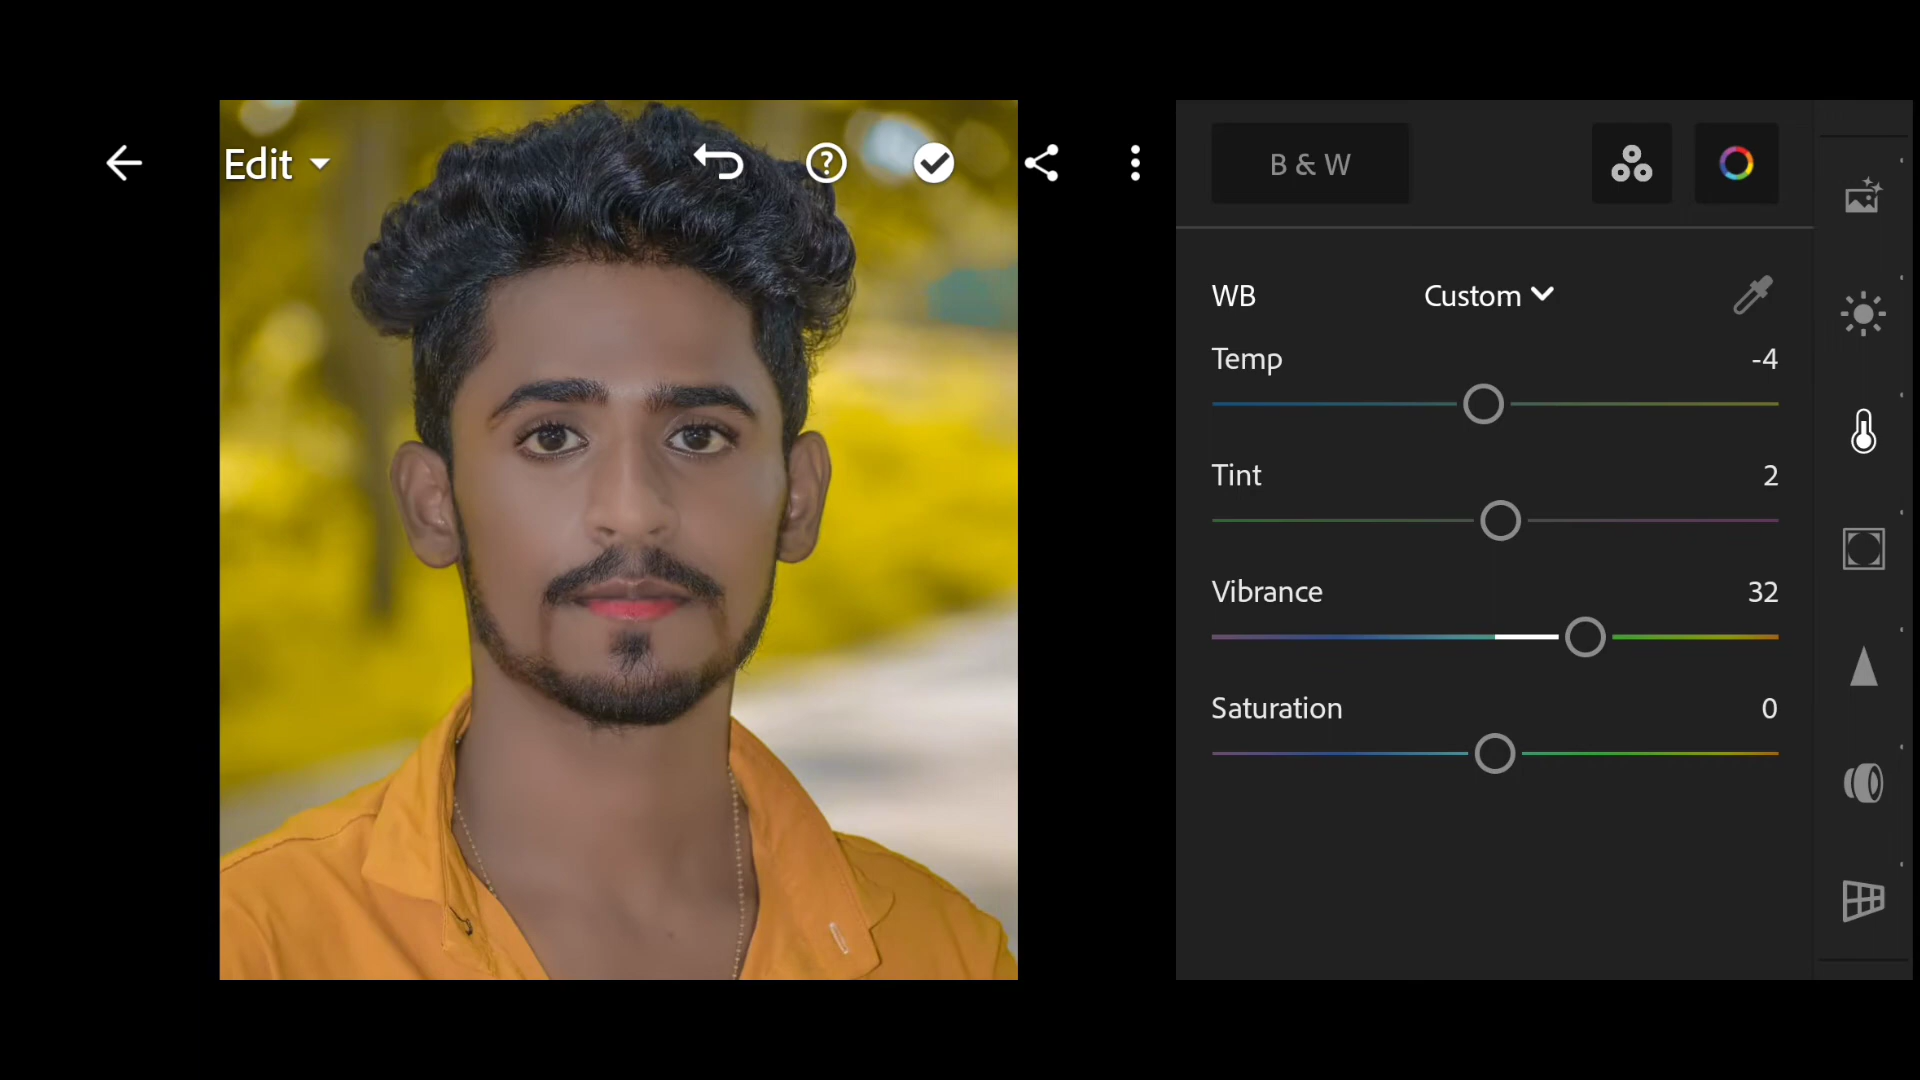 Edit
B & W
WB Custom
Temp -4
Tint 2
Vibrance 32
Saturation 0